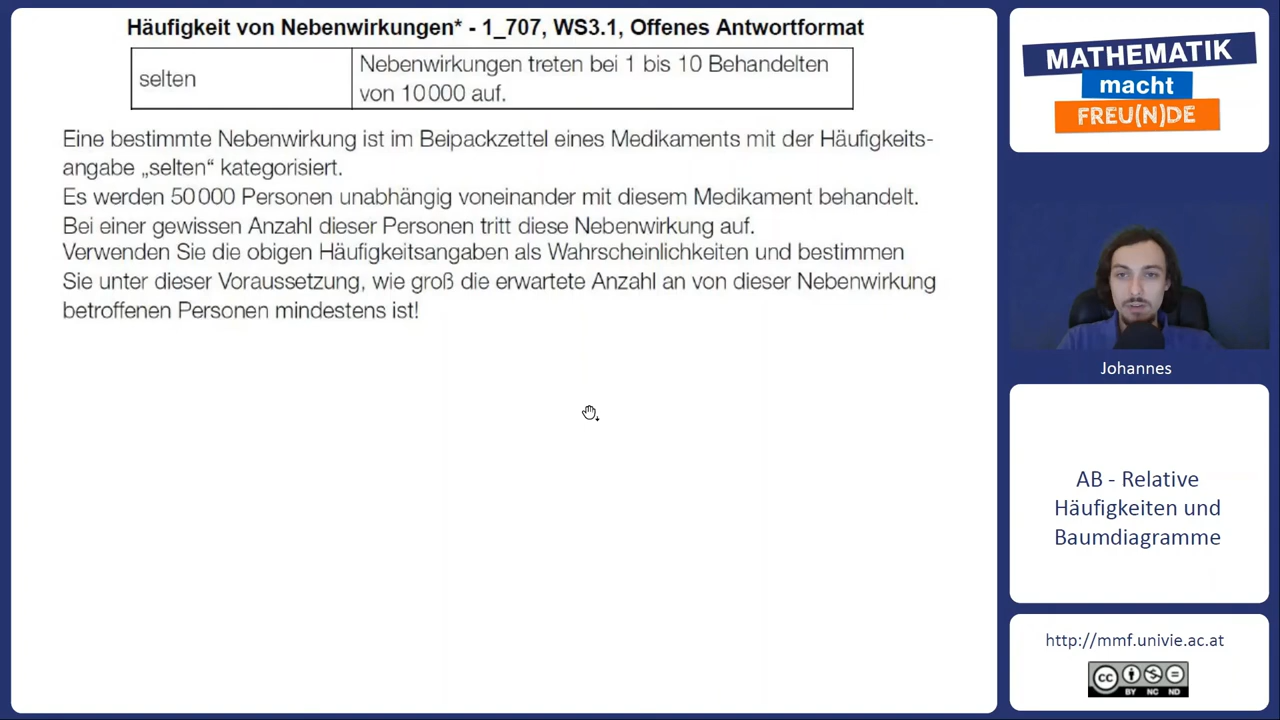 Häufigkeit von Nebenwirkungen* - 1_707, WS3.1, Offenes Antwortformat
selten
Nebenwirkungen treten bei 1 bis 10 Behandelten
von 10 000 auf.
Eine bestimmte Nebenwirkung ist im Beipackzettel eines Medikaments mit der Häufigkeits-
angabe „selten“ kategorisiert.
Es werden 50 000 Personen unabhängig voneinander mit diesem Medikament behandelt.
Bei einer gewissen Anzahl dieser Personen tritt diese Nebenwirkung auf.
Verwenden Sie die obigen Häufigkeitsangaben als Wahrscheinlichkeiten und bestimmen
Sie unter dieser Voraussetzung, wie groß die erwartete Anzahl an von dieser Nebenwirkung
betroffenen Personen mindestens ist!
MATHEMATIK
macht
FREU(N)DE
Johannes
AB - Relative
Häufigkeiten und
Baumdiagramme
http://mmf.univie.ac.at
cc
BY NC ND